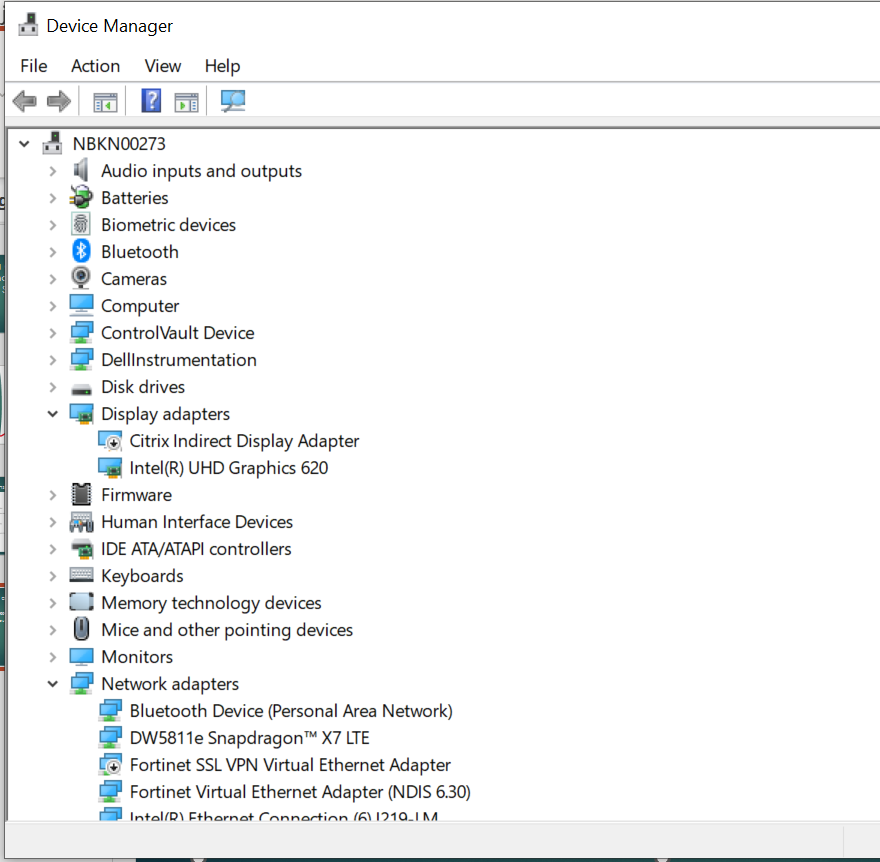 Device Manager
File Action View Help
NBKN00273
Audio inputs and outputs
Batteries
Biometric devices
Bluetooth
Cameras
Computer
ControlVault Device
DellInstrumentation
Disk drives
Display adapters
Citrix Indirect Display Adapter
Intel(R) UHD Graphics 620
Firmware
Human Interface Devices
IDE ATA/ATAPI controllers
Keyboards
Memory technology devices
Mice and other pointing devices
Monitors
Network adapters
Bluetooth Device (Personal Area Network)
DW5811e Snapdragon™ X7 LTE
Fortinet SSL VPN Virtual Ethernet Adapter
Fortinet Virtual Ethernet Adapter (NDIS 6.30)
Intel(R) Ethernet Connection (6) I219-LM